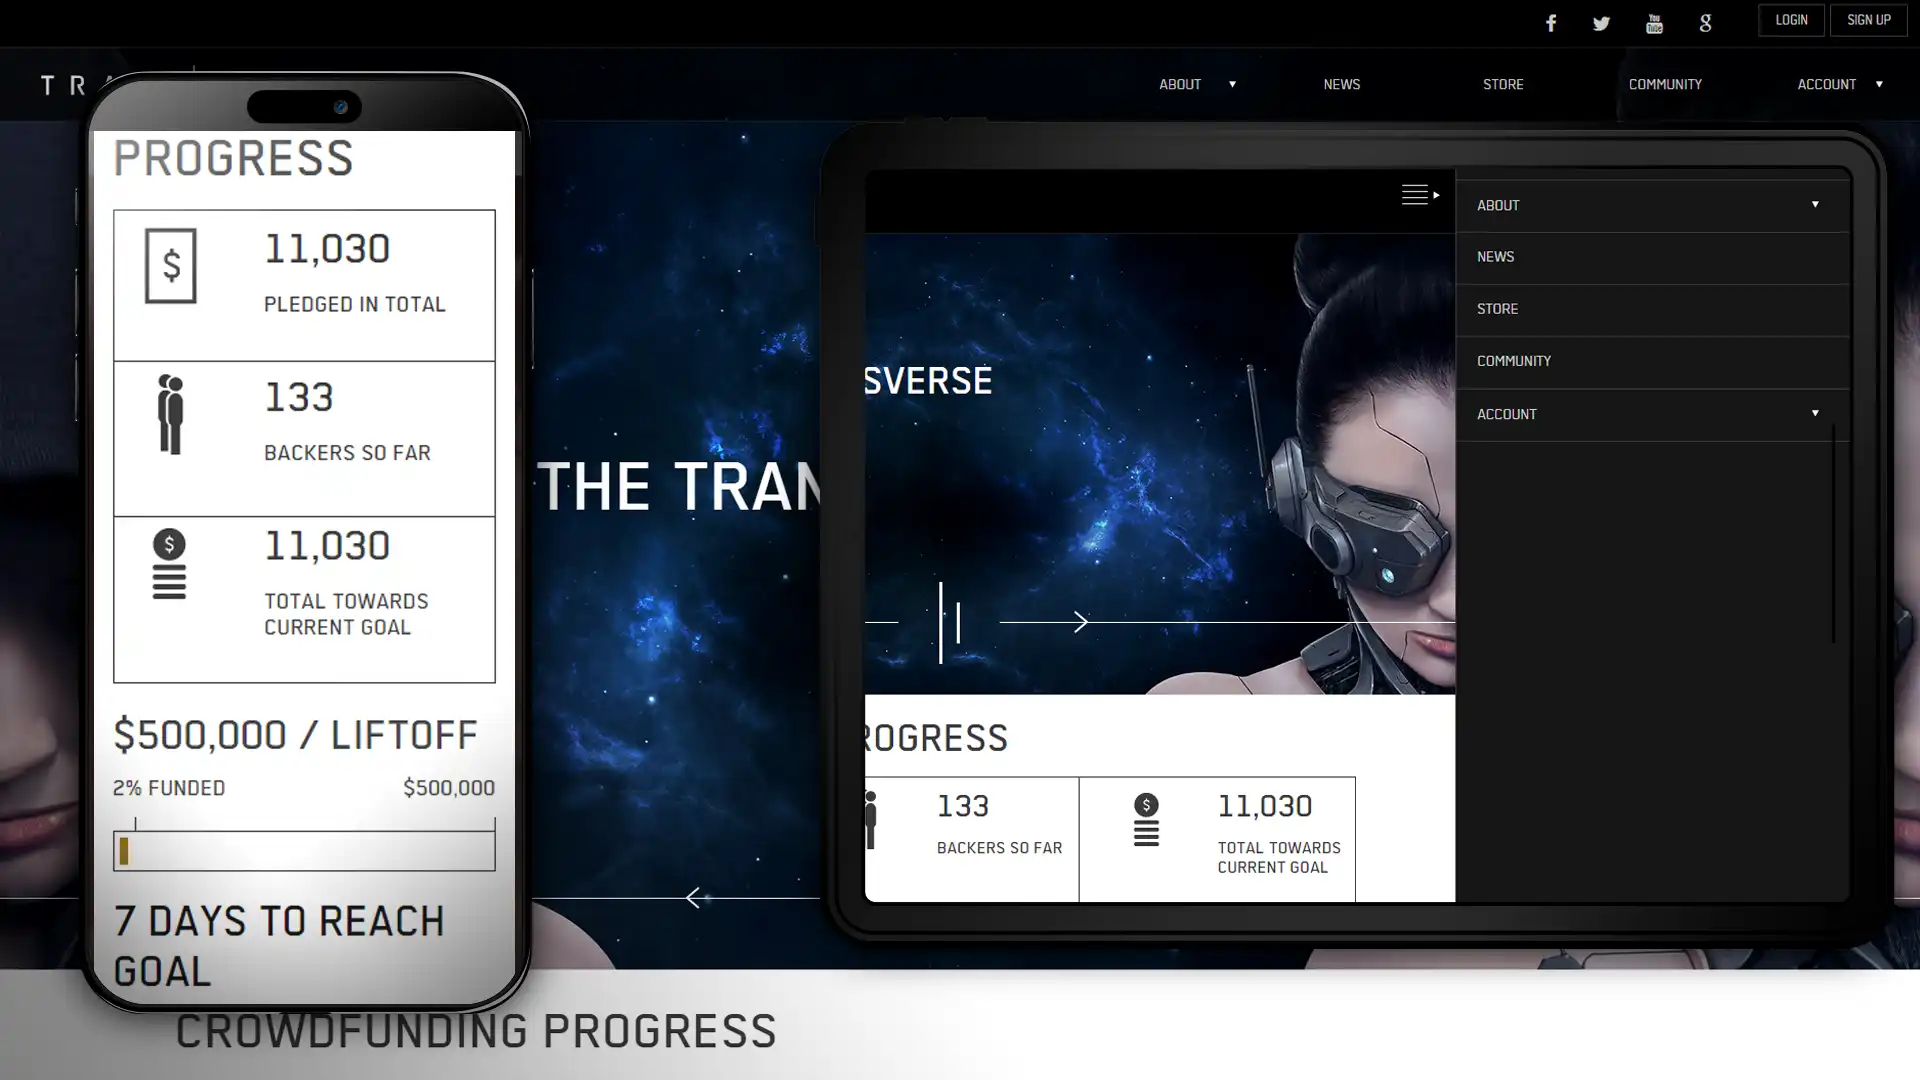 LOGIN
SIGN UP
TR
ABOUT
NEWS
STORE
COMMUNITY
ACCOUNT
PROGRESS
$
11,030
PLEDGED IN TOTAL
133
BACKERS SO FAR
$
11,030
TOTAL TOWARDS
CURRENT GOAL
$500,000 / LIFTOFF
2% FUNDED
$500,000
7 DAYS TO REACH
GOAL
THE TRAN
ABOUT
NEWS
STORE
COMMUNITY
ACCOUNT
SVERSE
ROGRESS
133
BACKERS SO FAR
$
11,030
TOTAL TOWARDS
CURRENT GOAL
CROWDFUNDING PROGRESS